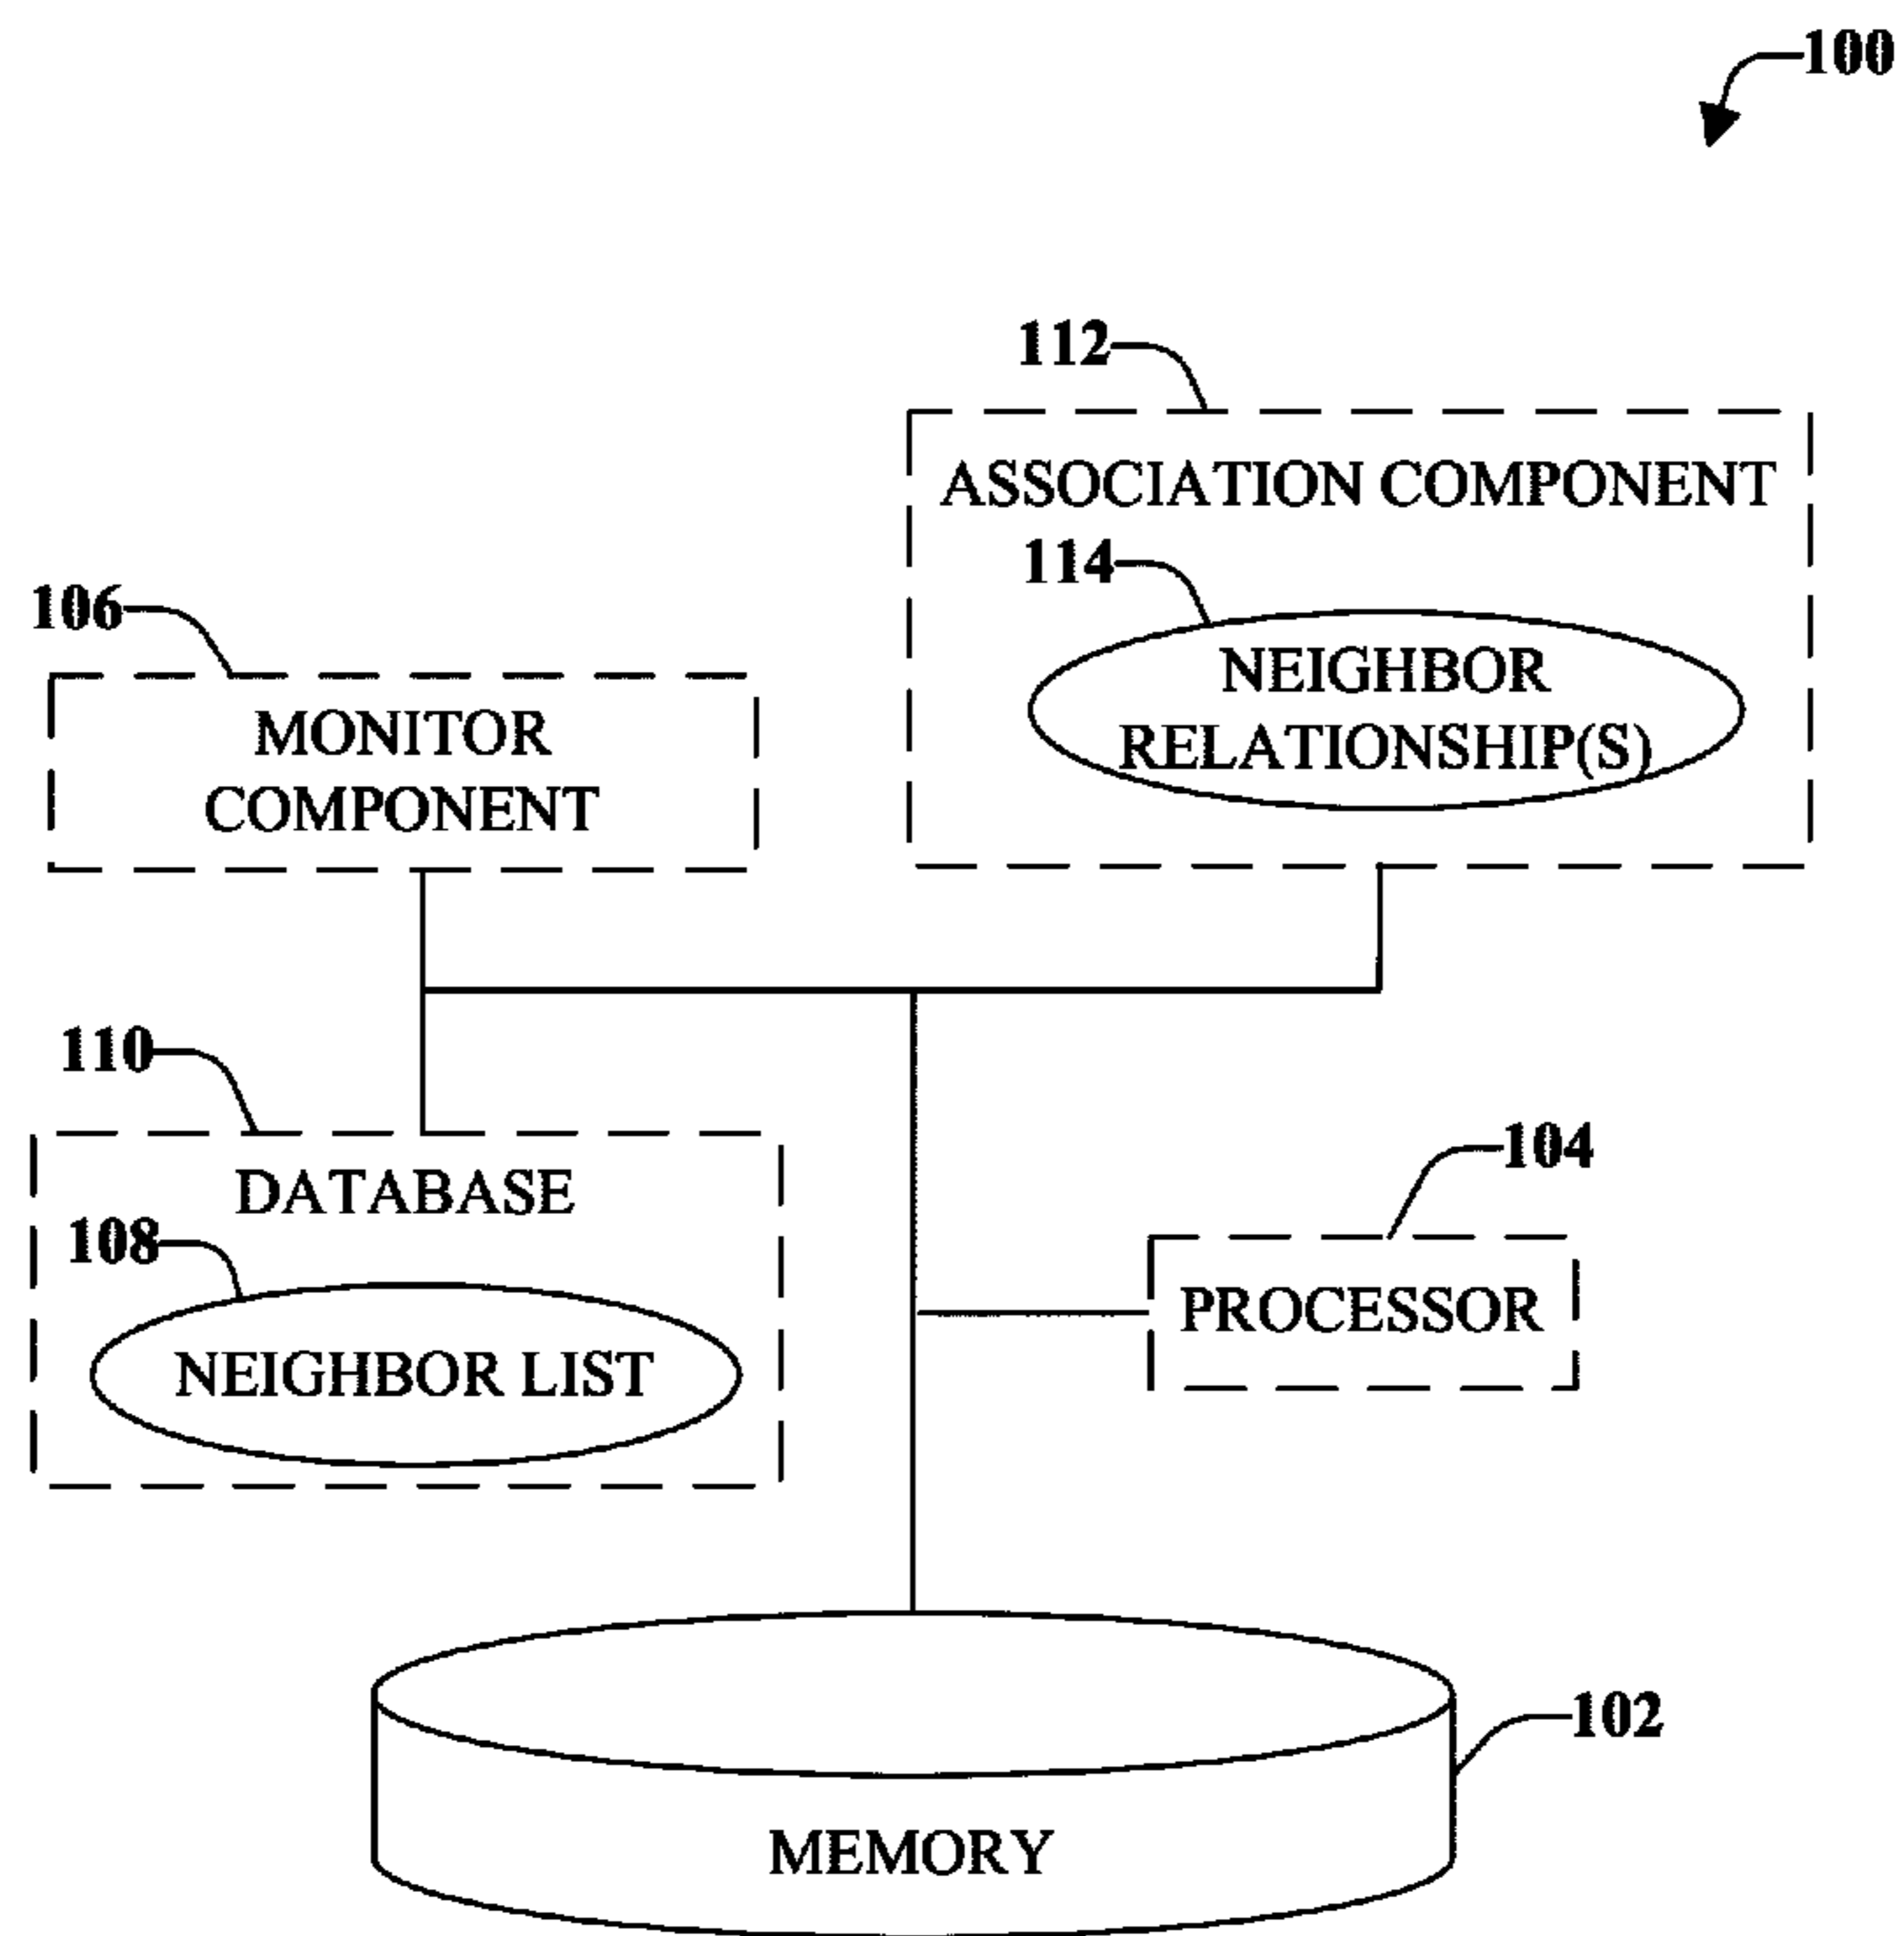 100
112
ASSOCIATION COMPONENT
114
NEIGHBOR
RELATIONSHIP(S)
106
MONITOR
COMPONENT
110
DATABASE
108
NEIGHBOR LIST
104
PROCESSOR
102
MEMORY